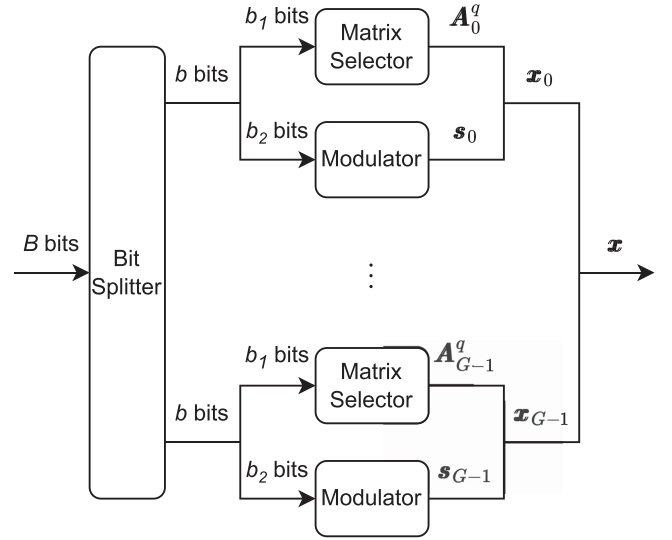 b₁ bits
Matrix
Selector
A₀^q
b bits
x₀
b₂ bits
Modulator
s₀
B bits
Bit
Splitter
⋮
x
b₁ bits
Matrix
Selector
A_{G−1}^q
b bits
x_{G−1}
b₂ bits
Modulator
s_{G−1}